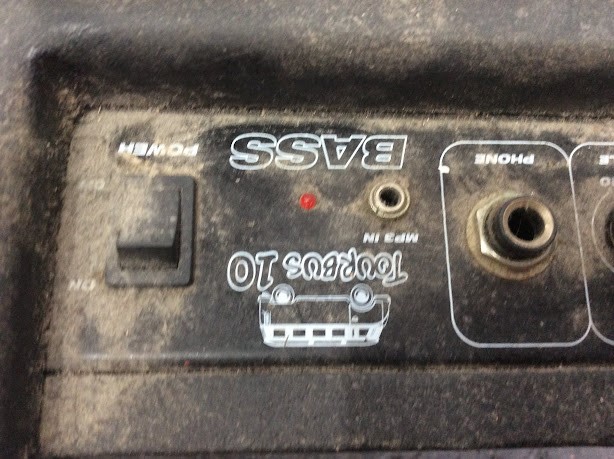 TOURBUS 10
ON
MP3 IN
OFF
PHONE
BASS
POWER